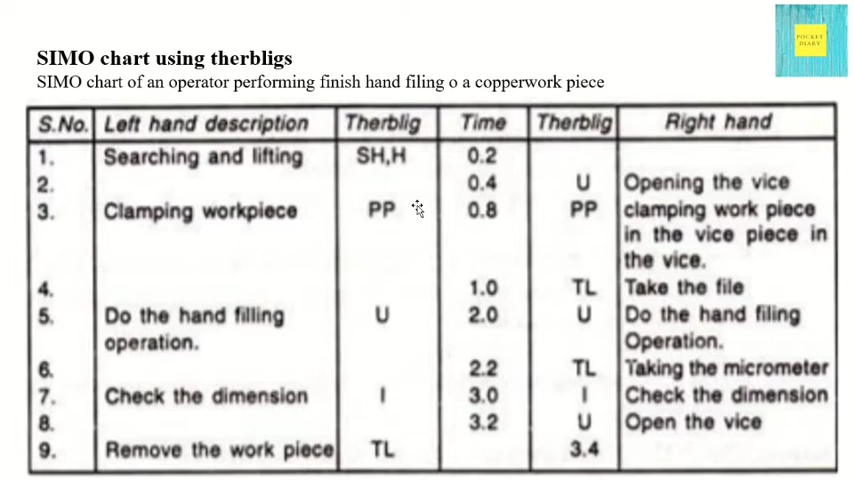 POCKET
DIARY
SIMO chart using therbligs
SIMO chart of an operator performing finish hand filing o a copperwork piece
S.No. Left hand description Therblig Time Therblig Right hand
1. Searching and lifting SH,H 0.2
2. 0.4 U Opening the vice
3. Clamping workpiece PP 0.8 PP clamping work piece
in the vice piece in
the vice.
4. 1.0 TL Take the file
5. Do the hand filling U 2.0 U Do the hand filing
operation. Operation.
6. 2.2 TL Taking the micrometer
7. Check the dimension I 3.0 I Check the dimension
8. 3.2 U Open the vice
9. Remove the work piece TL 3.4